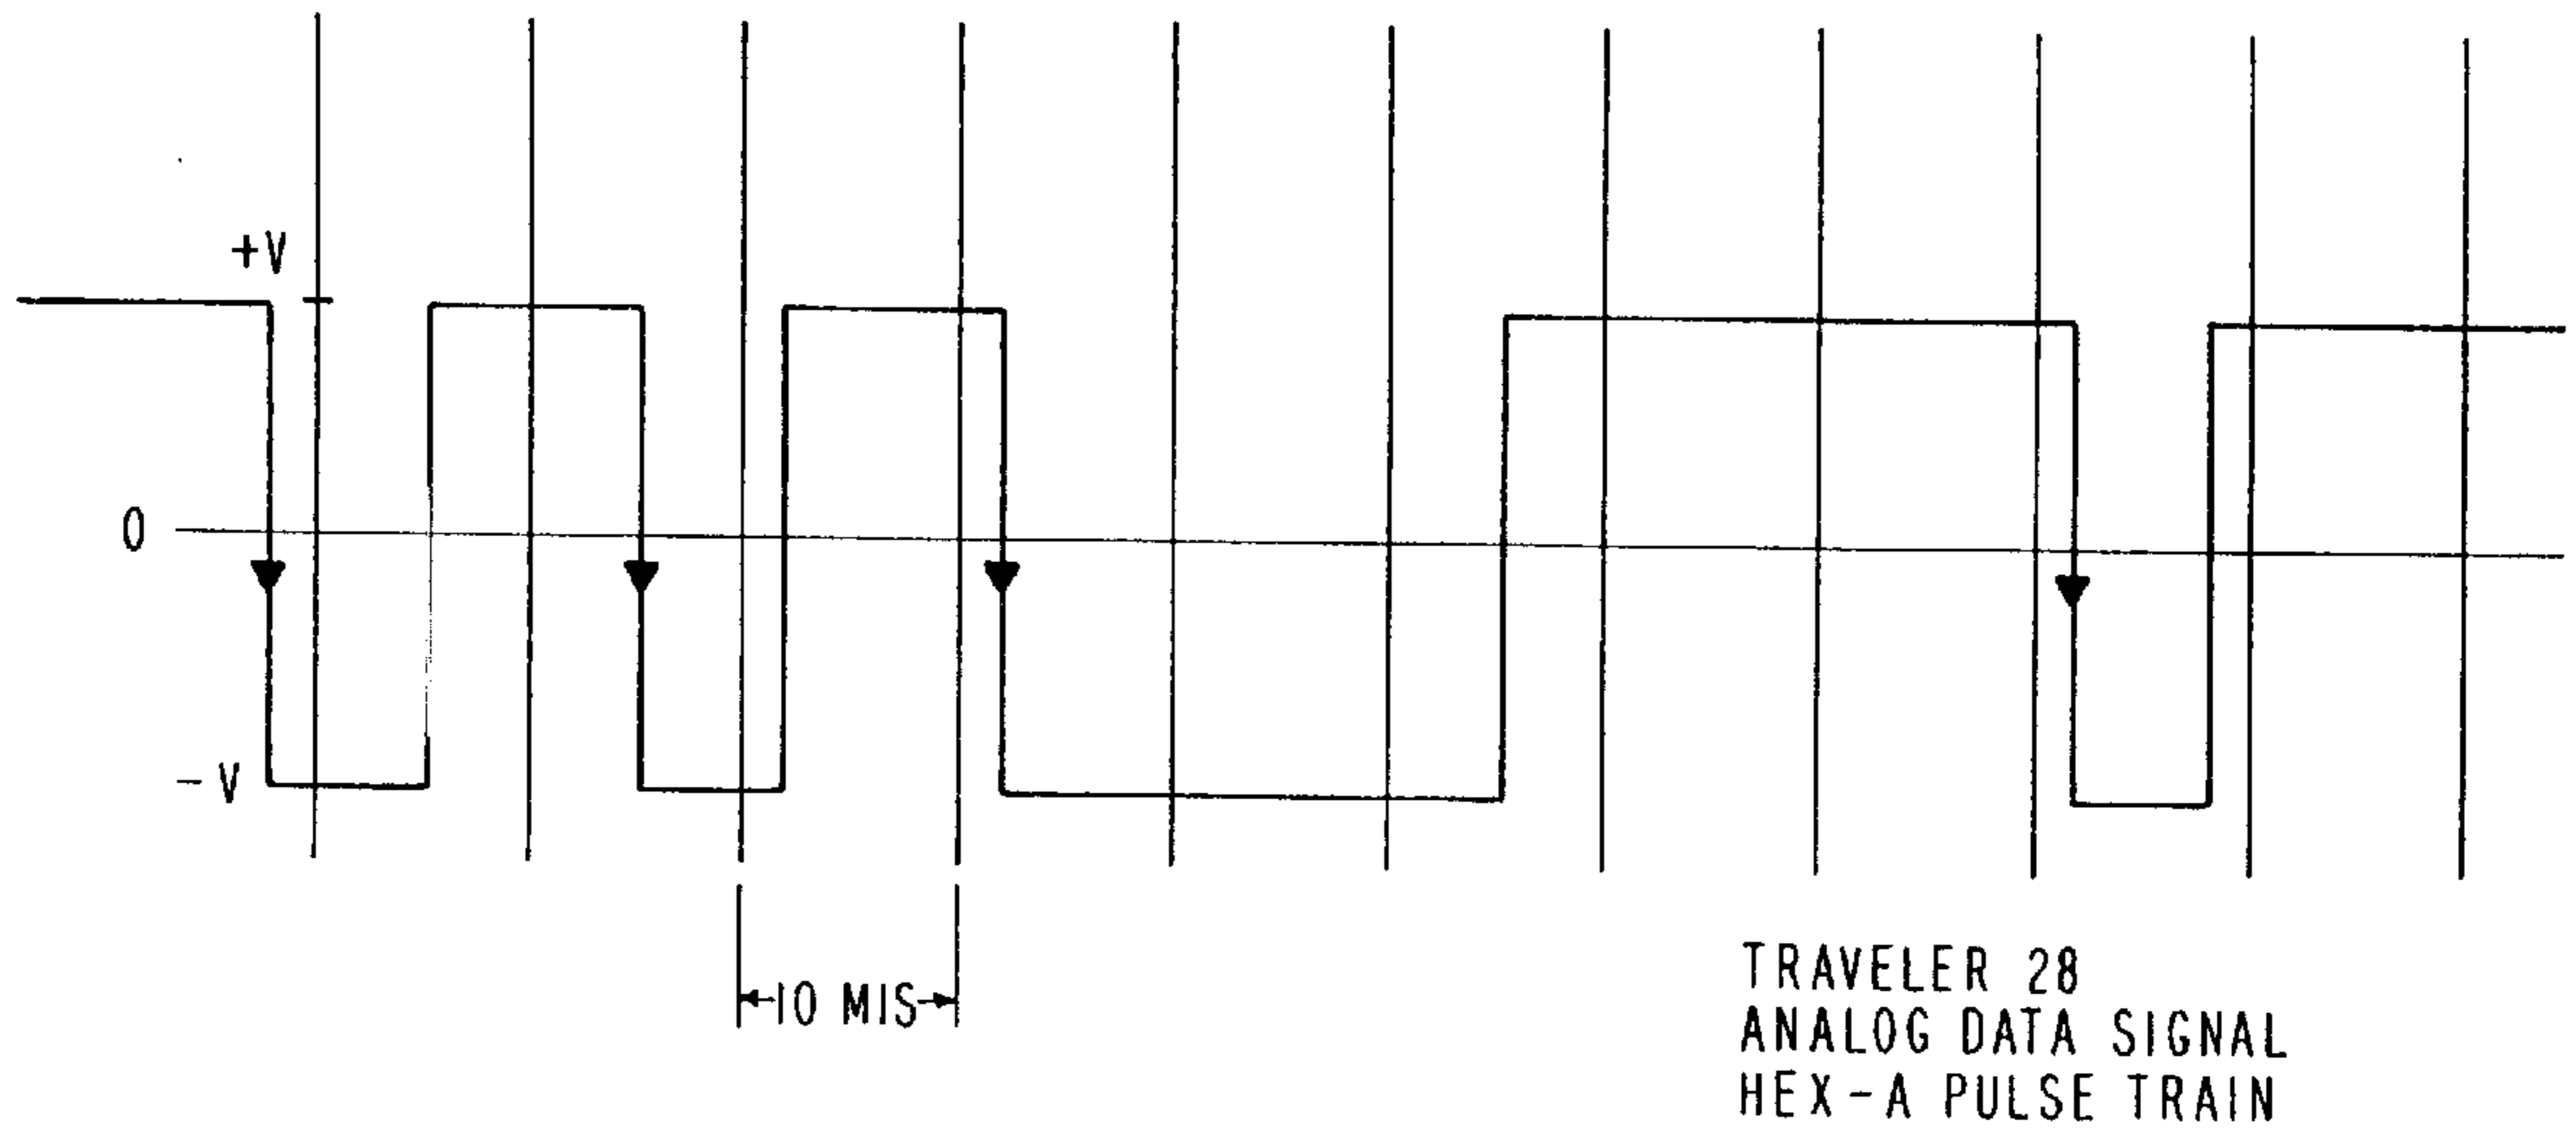 +V
0
-V
10 MIS
TRAVELER 28
ANALOG DATA SIGNAL
HEX-A PULSE TRAIN